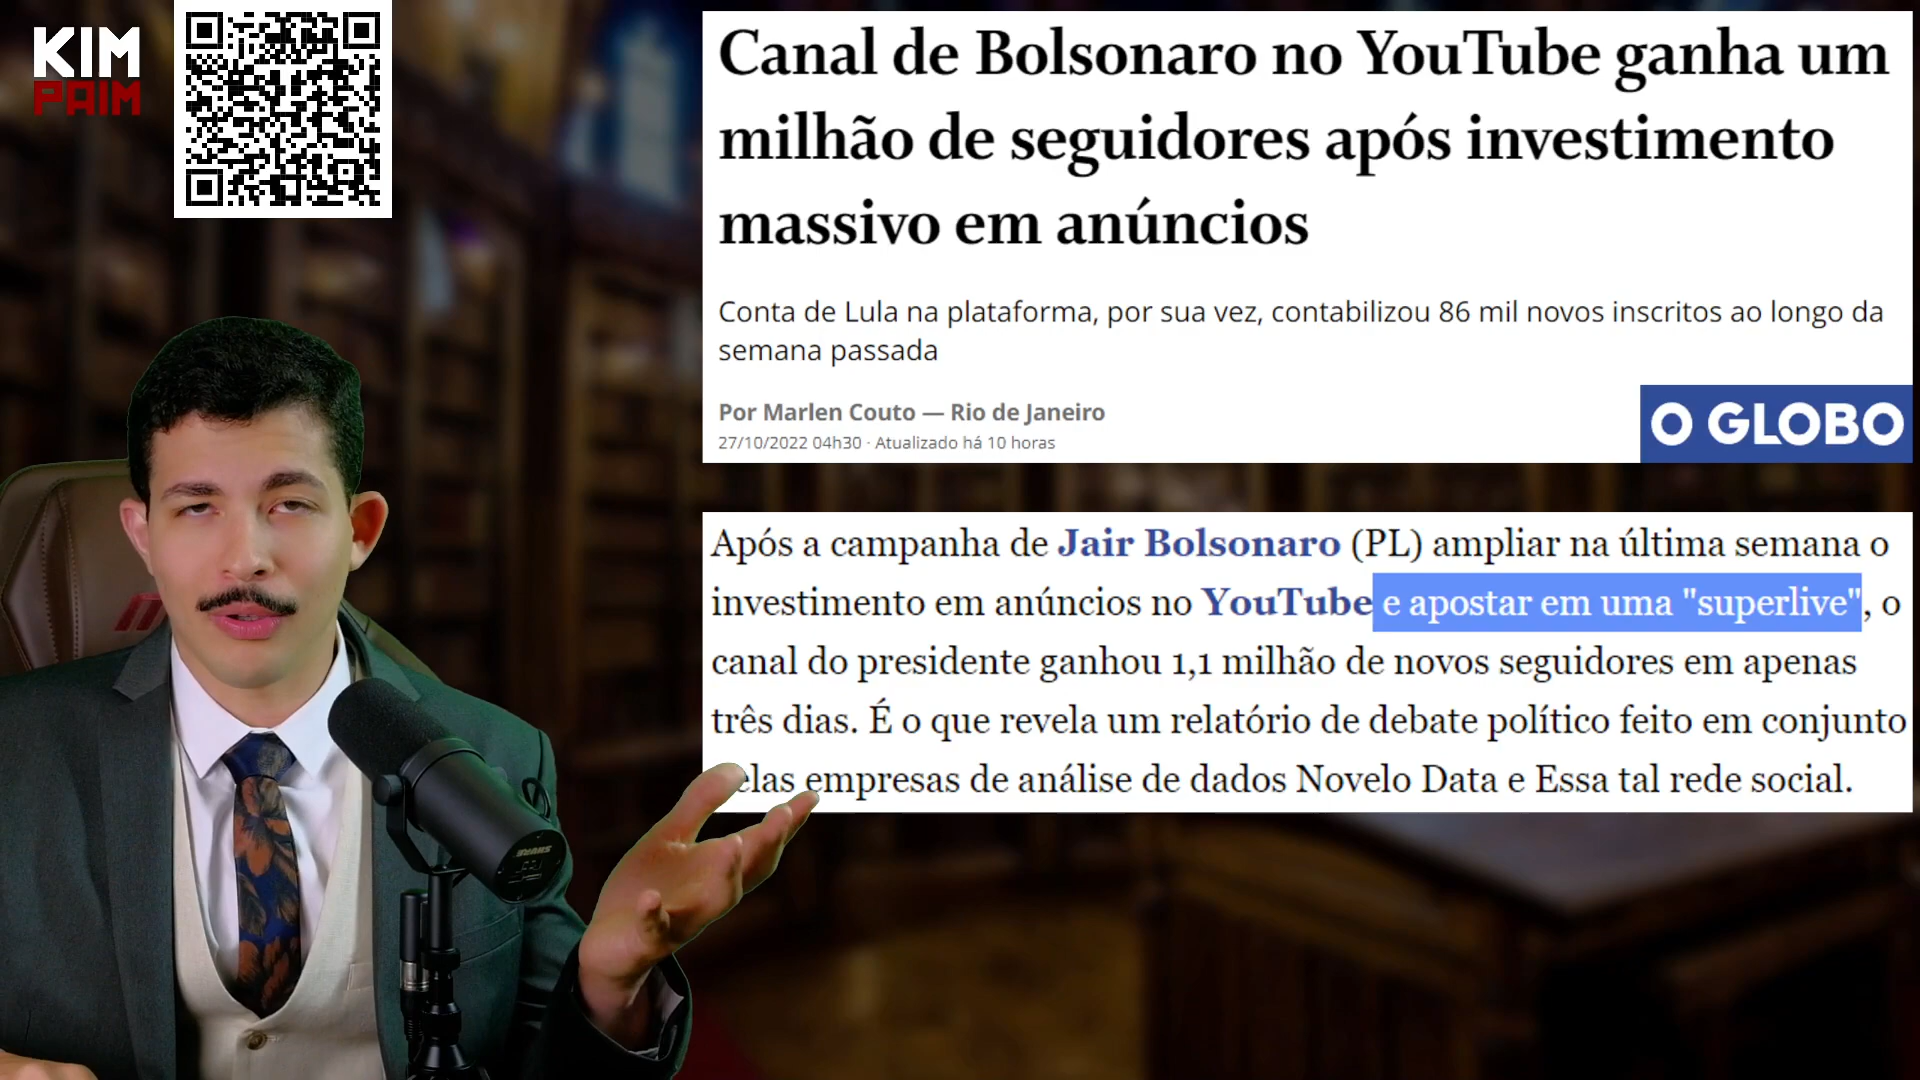 KIM
PAIM
Canal de Bolsonaro no YouTube ganha um
milhão de seguidores após investimento
massivo em anúncios
Conta de Lula na plataforma, por sua vez, contabilizou 86 mil novos inscritos ao longo da
semana passada
Por Marlen Couto — Rio de Janeiro
27/10/2022 04h30 · Atualizado há 10 horas
O GLOBO
Após a campanha de Jair Bolsonaro (PL) ampliar na última semana o
investimento em anúncios no YouTube e apostar em uma "superlive", o
canal do presidente ganhou 1,1 milhão de novos seguidores em apenas
três dias. É o que revela um relatório de debate político feito em conjunto
elas empresas de análise de dados Novelo Data e Essa tal rede social.